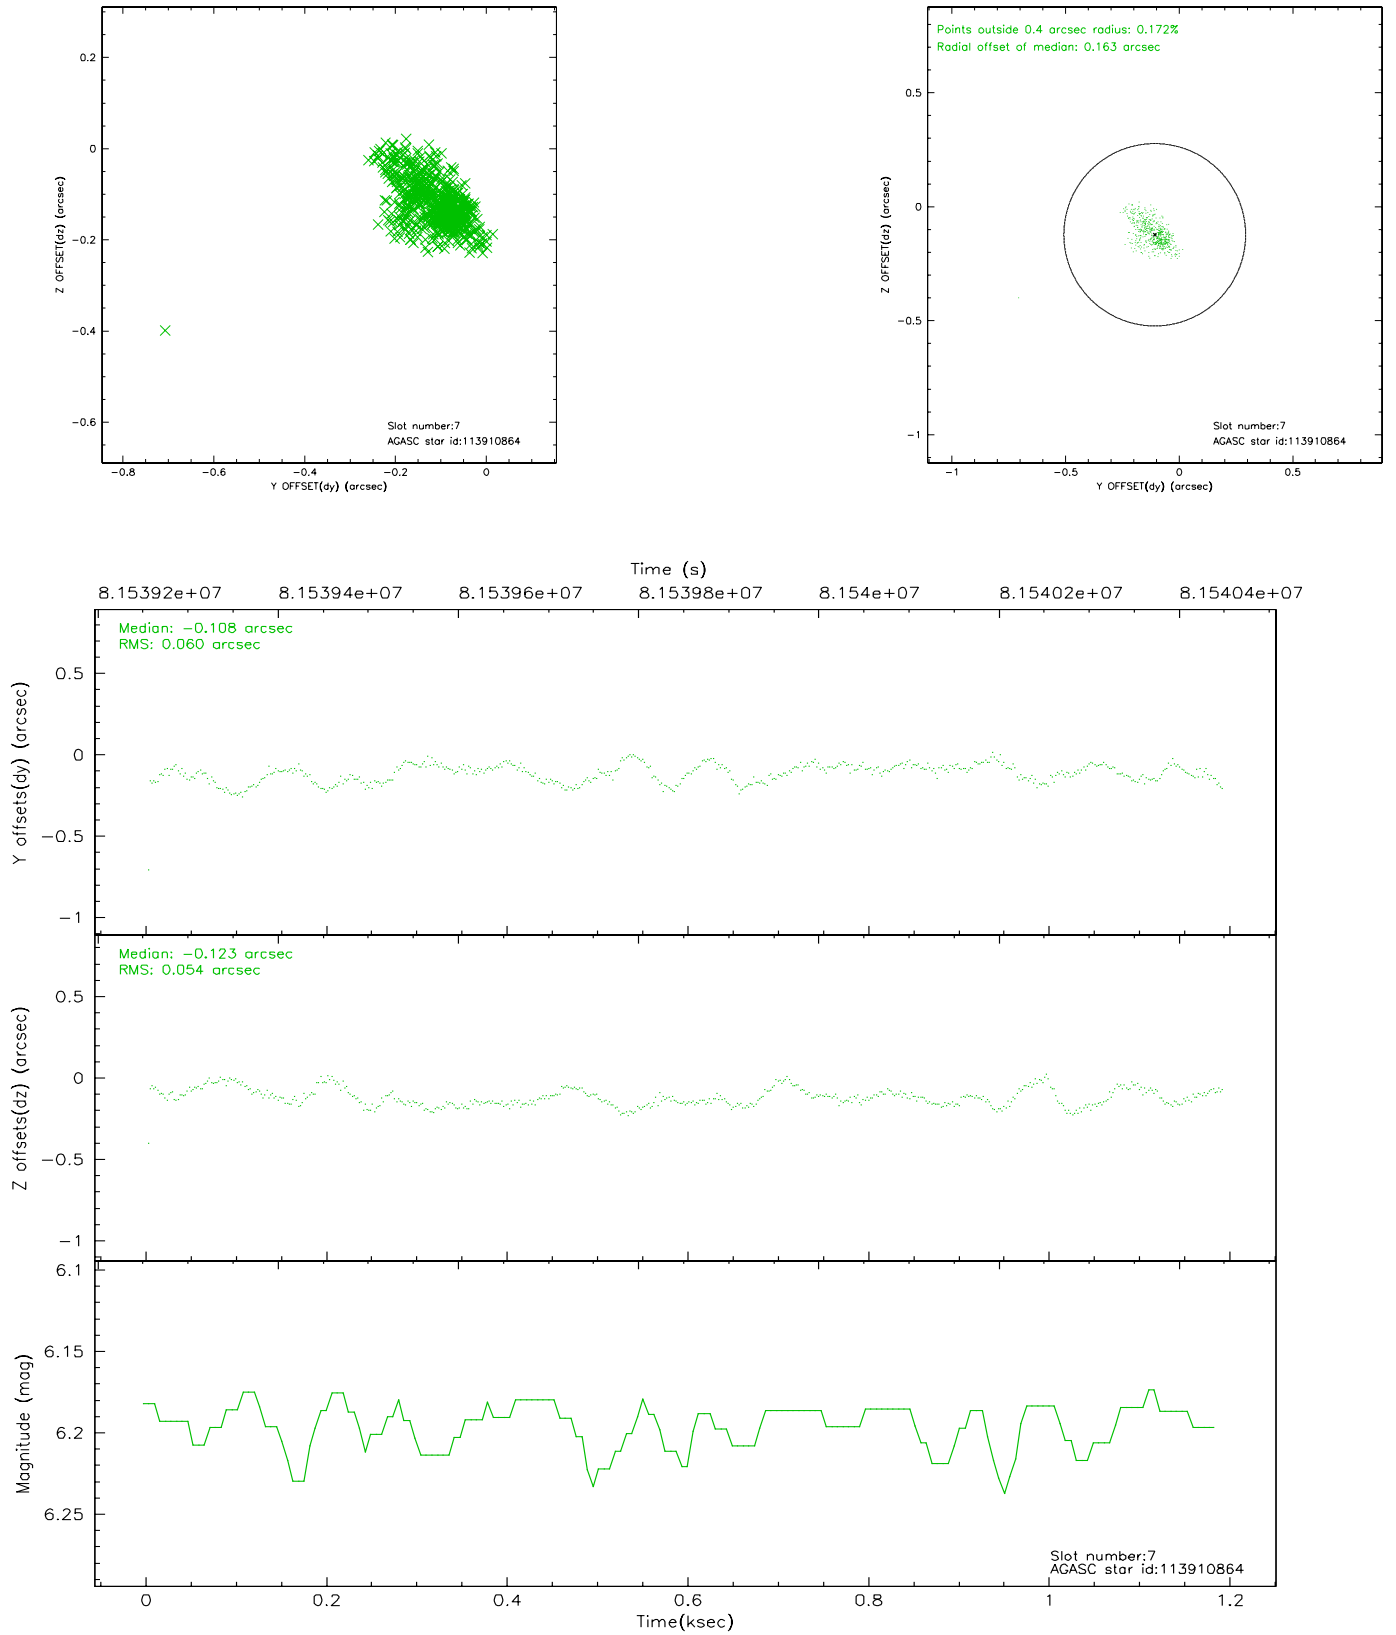 0.2
0
−0.2
−0.4
−0.6
Z OFFSET(dz) (arcsec)
Slot number:7
AGASC star id:113910864
−0.8
−0.6
−0.4
−0.2
0
Y OFFSET(dy) (arcsec)
Points outside 0.4 arcsec radius: 0.172%
Radial offset of median: 0.163 arcsec
0.5
0
−0.5
−1
Z OFFSET(dz) (arcsec)
Slot number:7
AGASC star id:113910864
−1
−0.5
0
0.5
Y OFFSET(dy) (arcsec)
Time (s)
8.15392e+07 8.15394e+07 8.15396e+07 8.15398e+07 8.154e+07 8.15402e+07 8.15404e+07
Median: −0.108 arcsec
RMS: 0.060 arcsec
0.5
0
−0.5
−1
Y offsets(dy) (arcsec)
Median: −0.123 arcsec
RMS: 0.054 arcsec
0.5
0
−0.5
−1
Z offsets(dz) (arcsec)
6.1
6.15
6.2
6.25
Magnitude (mag)
Slot number:7
AGASC star id:113910864
0 0.2 0.4 0.6 0.8 1 1.2
Time(ksec)